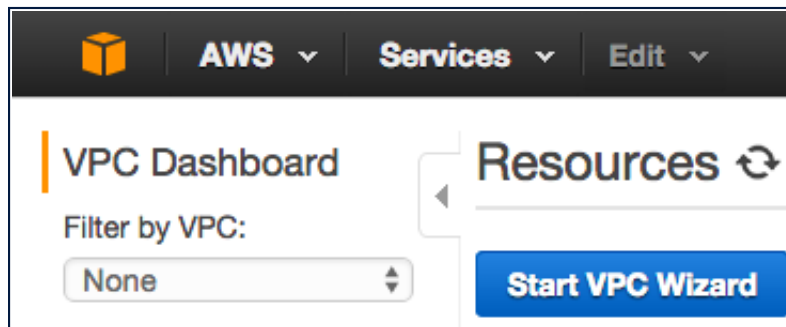 AWS Services Edit
VPC Dashboard
Resources
Filter by VPC:
None
Start VPC Wizard